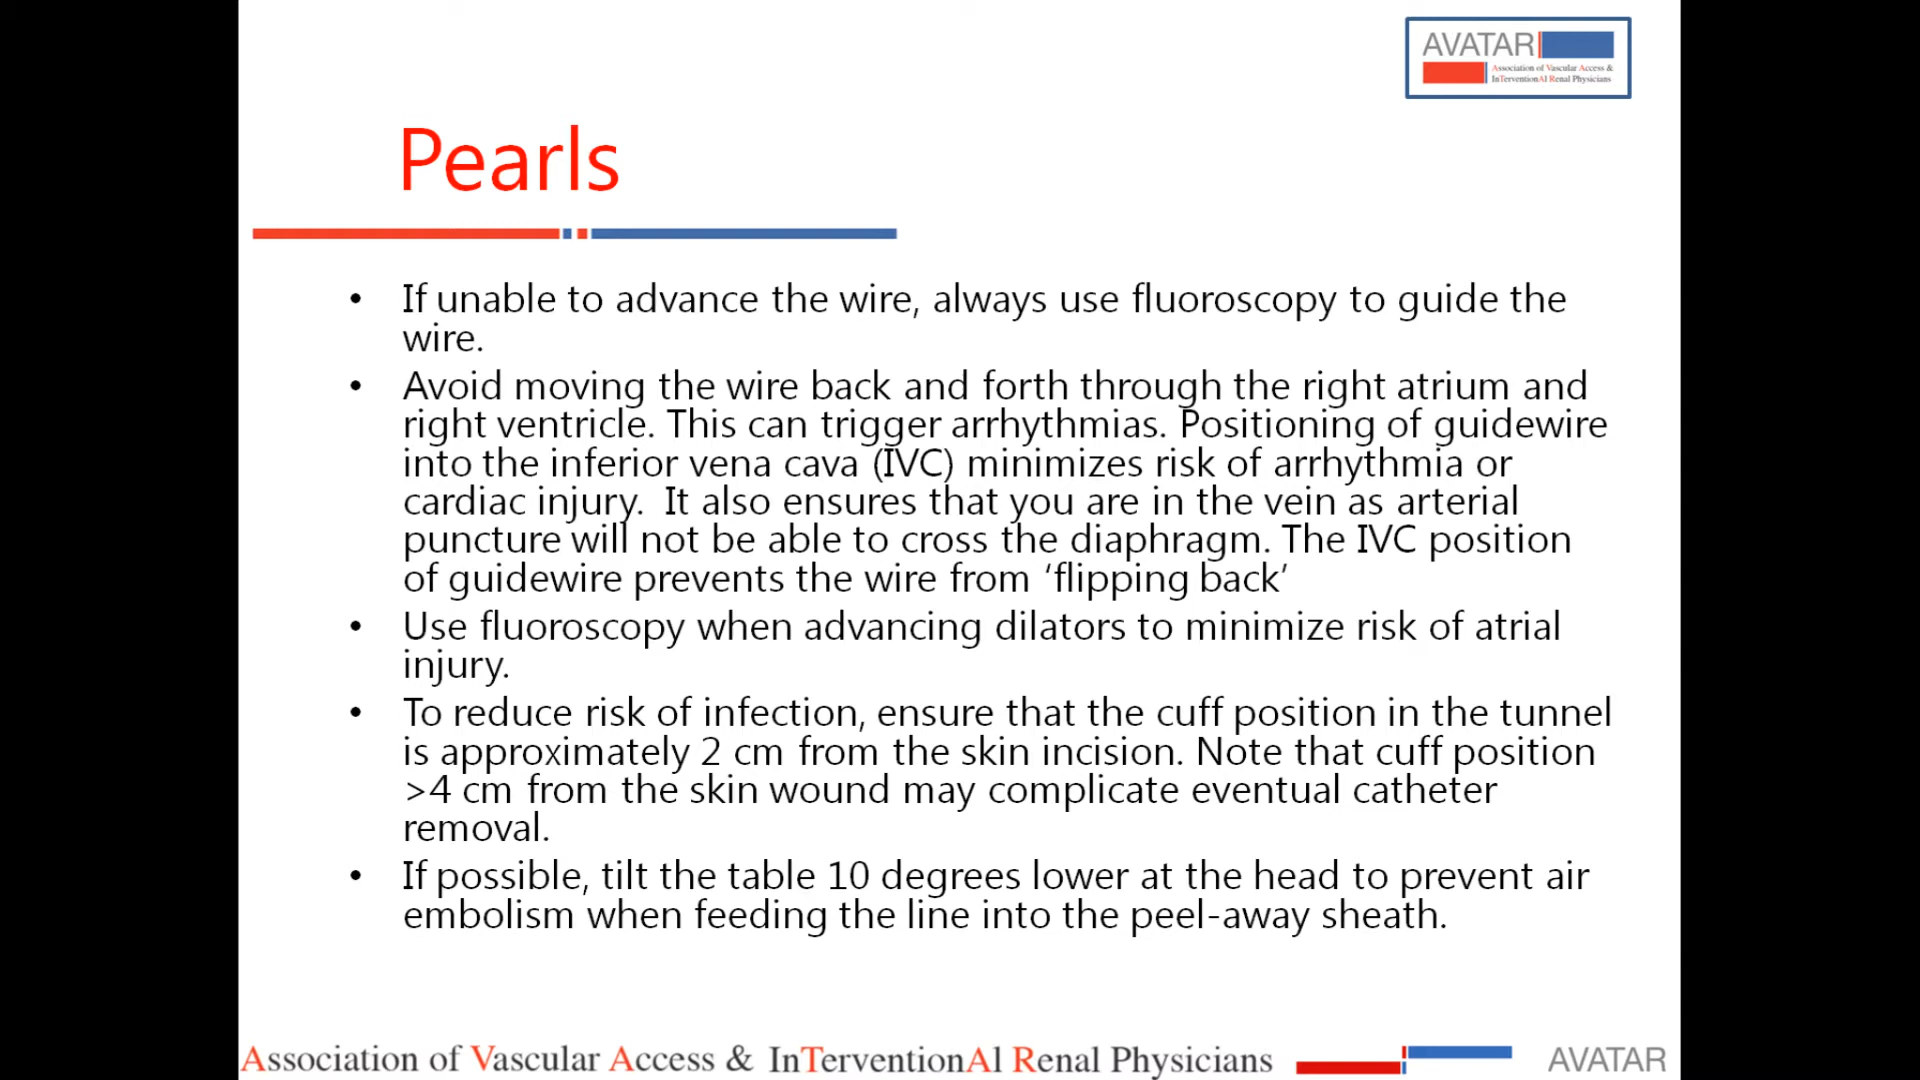 AVATAR
Association of Vascular Access &
InTerventionAl Renal Physicians
Pearls
• If unable to advance the wire, always use fluoroscopy to guide the
wire.
• Avoid moving the wire back and forth through the right atrium and
right ventricle. This can trigger arrhythmias. Positioning of guidewire
into the inferior vena cava (IVC) minimizes risk of arrhythmia or
cardiac injury.  It also ensures that you are in the vein as arterial
puncture will not be able to cross the diaphragm. The IVC position
of guidewire prevents the wire from ‘flipping back’
• Use fluoroscopy when advancing dilators to minimize risk of atrial
injury.
• To reduce risk of infection, ensure that the cuff position in the tunnel
is approximately 2 cm from the skin incision. Note that cuff position
>4 cm from the skin wound may complicate eventual catheter
removal.
• If possible, tilt the table 10 degrees lower at the head to prevent air
embolism when feeding the line into the peel-away sheath.
Association of Vascular Access & InTerventionAl Renal Physicians AVATAR